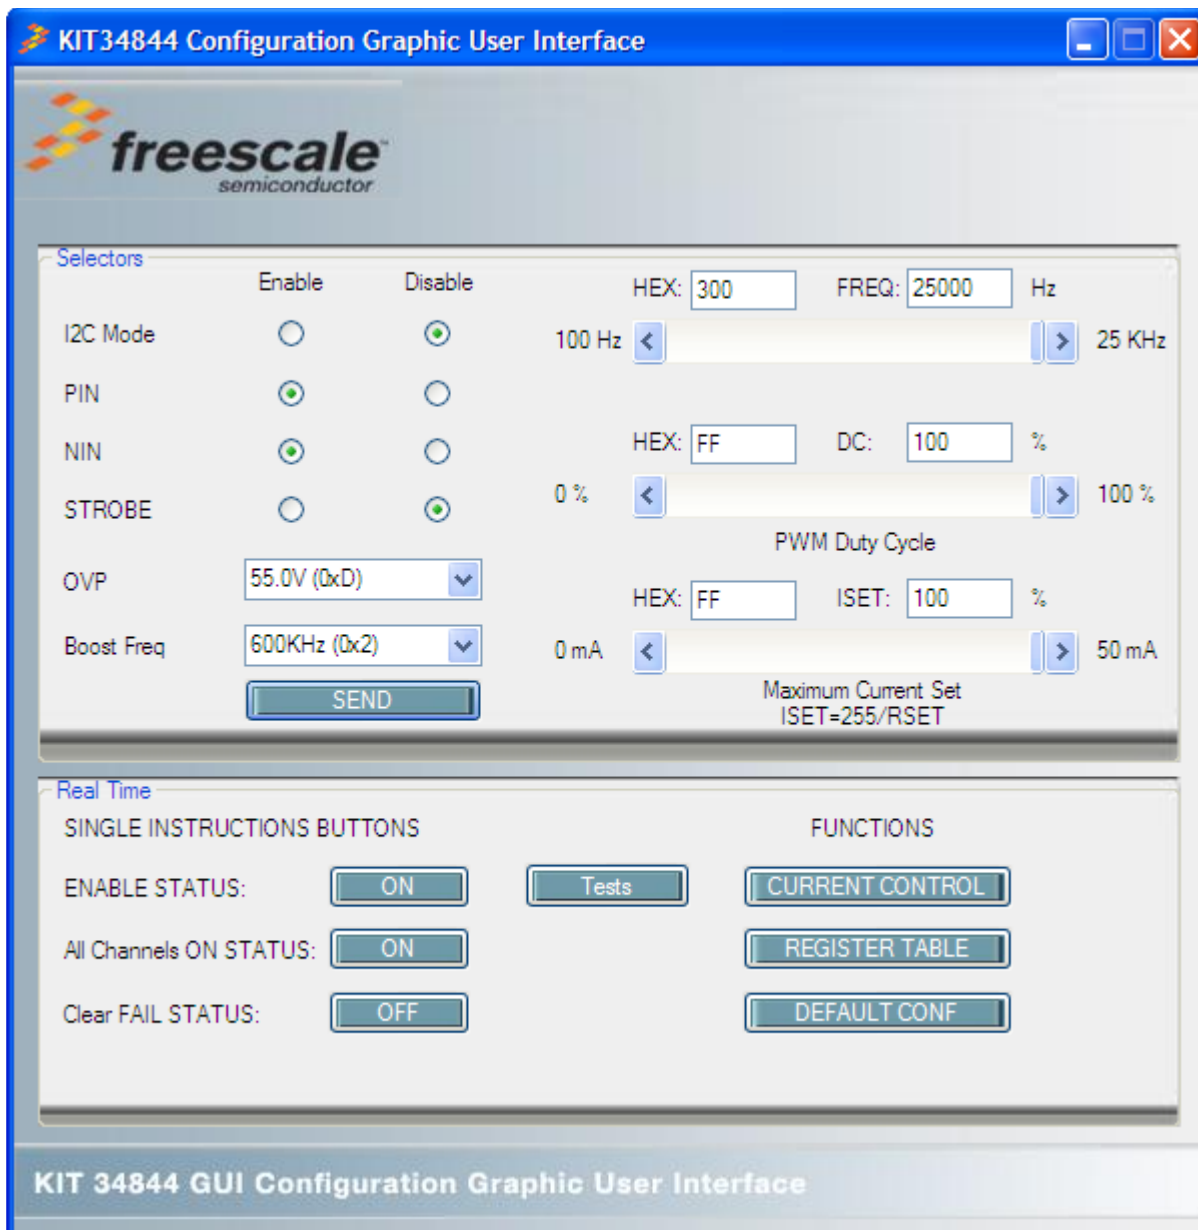 KIT34844 Configuration Graphic User Interface
freescale™
semiconductor
Selectors
Enable Disable
HEX: 300 FREQ: 25000 Hz
I2C Mode
100 Hz 25 KHz
PIN
NIN
HEX: FF DC: 100 %
STROBE
0 % 100 %
PWM Duty Cycle
OVP 55.0V (0xD)
HEX: FF ISET: 100 %
Boost Freq 600KHz (0x2)
0 mA 50 mA
SEND
Maximum Current Set
ISET=255/RSET
Real Time
SINGLE INSTRUCTIONS BUTTONS FUNCTIONS
ENABLE STATUS: ON Tests CURRENT CONTROL
All Channels ON STATUS: ON REGISTER TABLE
Clear FAIL STATUS: OFF DEFAULT CONF
KIT 34844 GUI Configuration Graphic User Interface